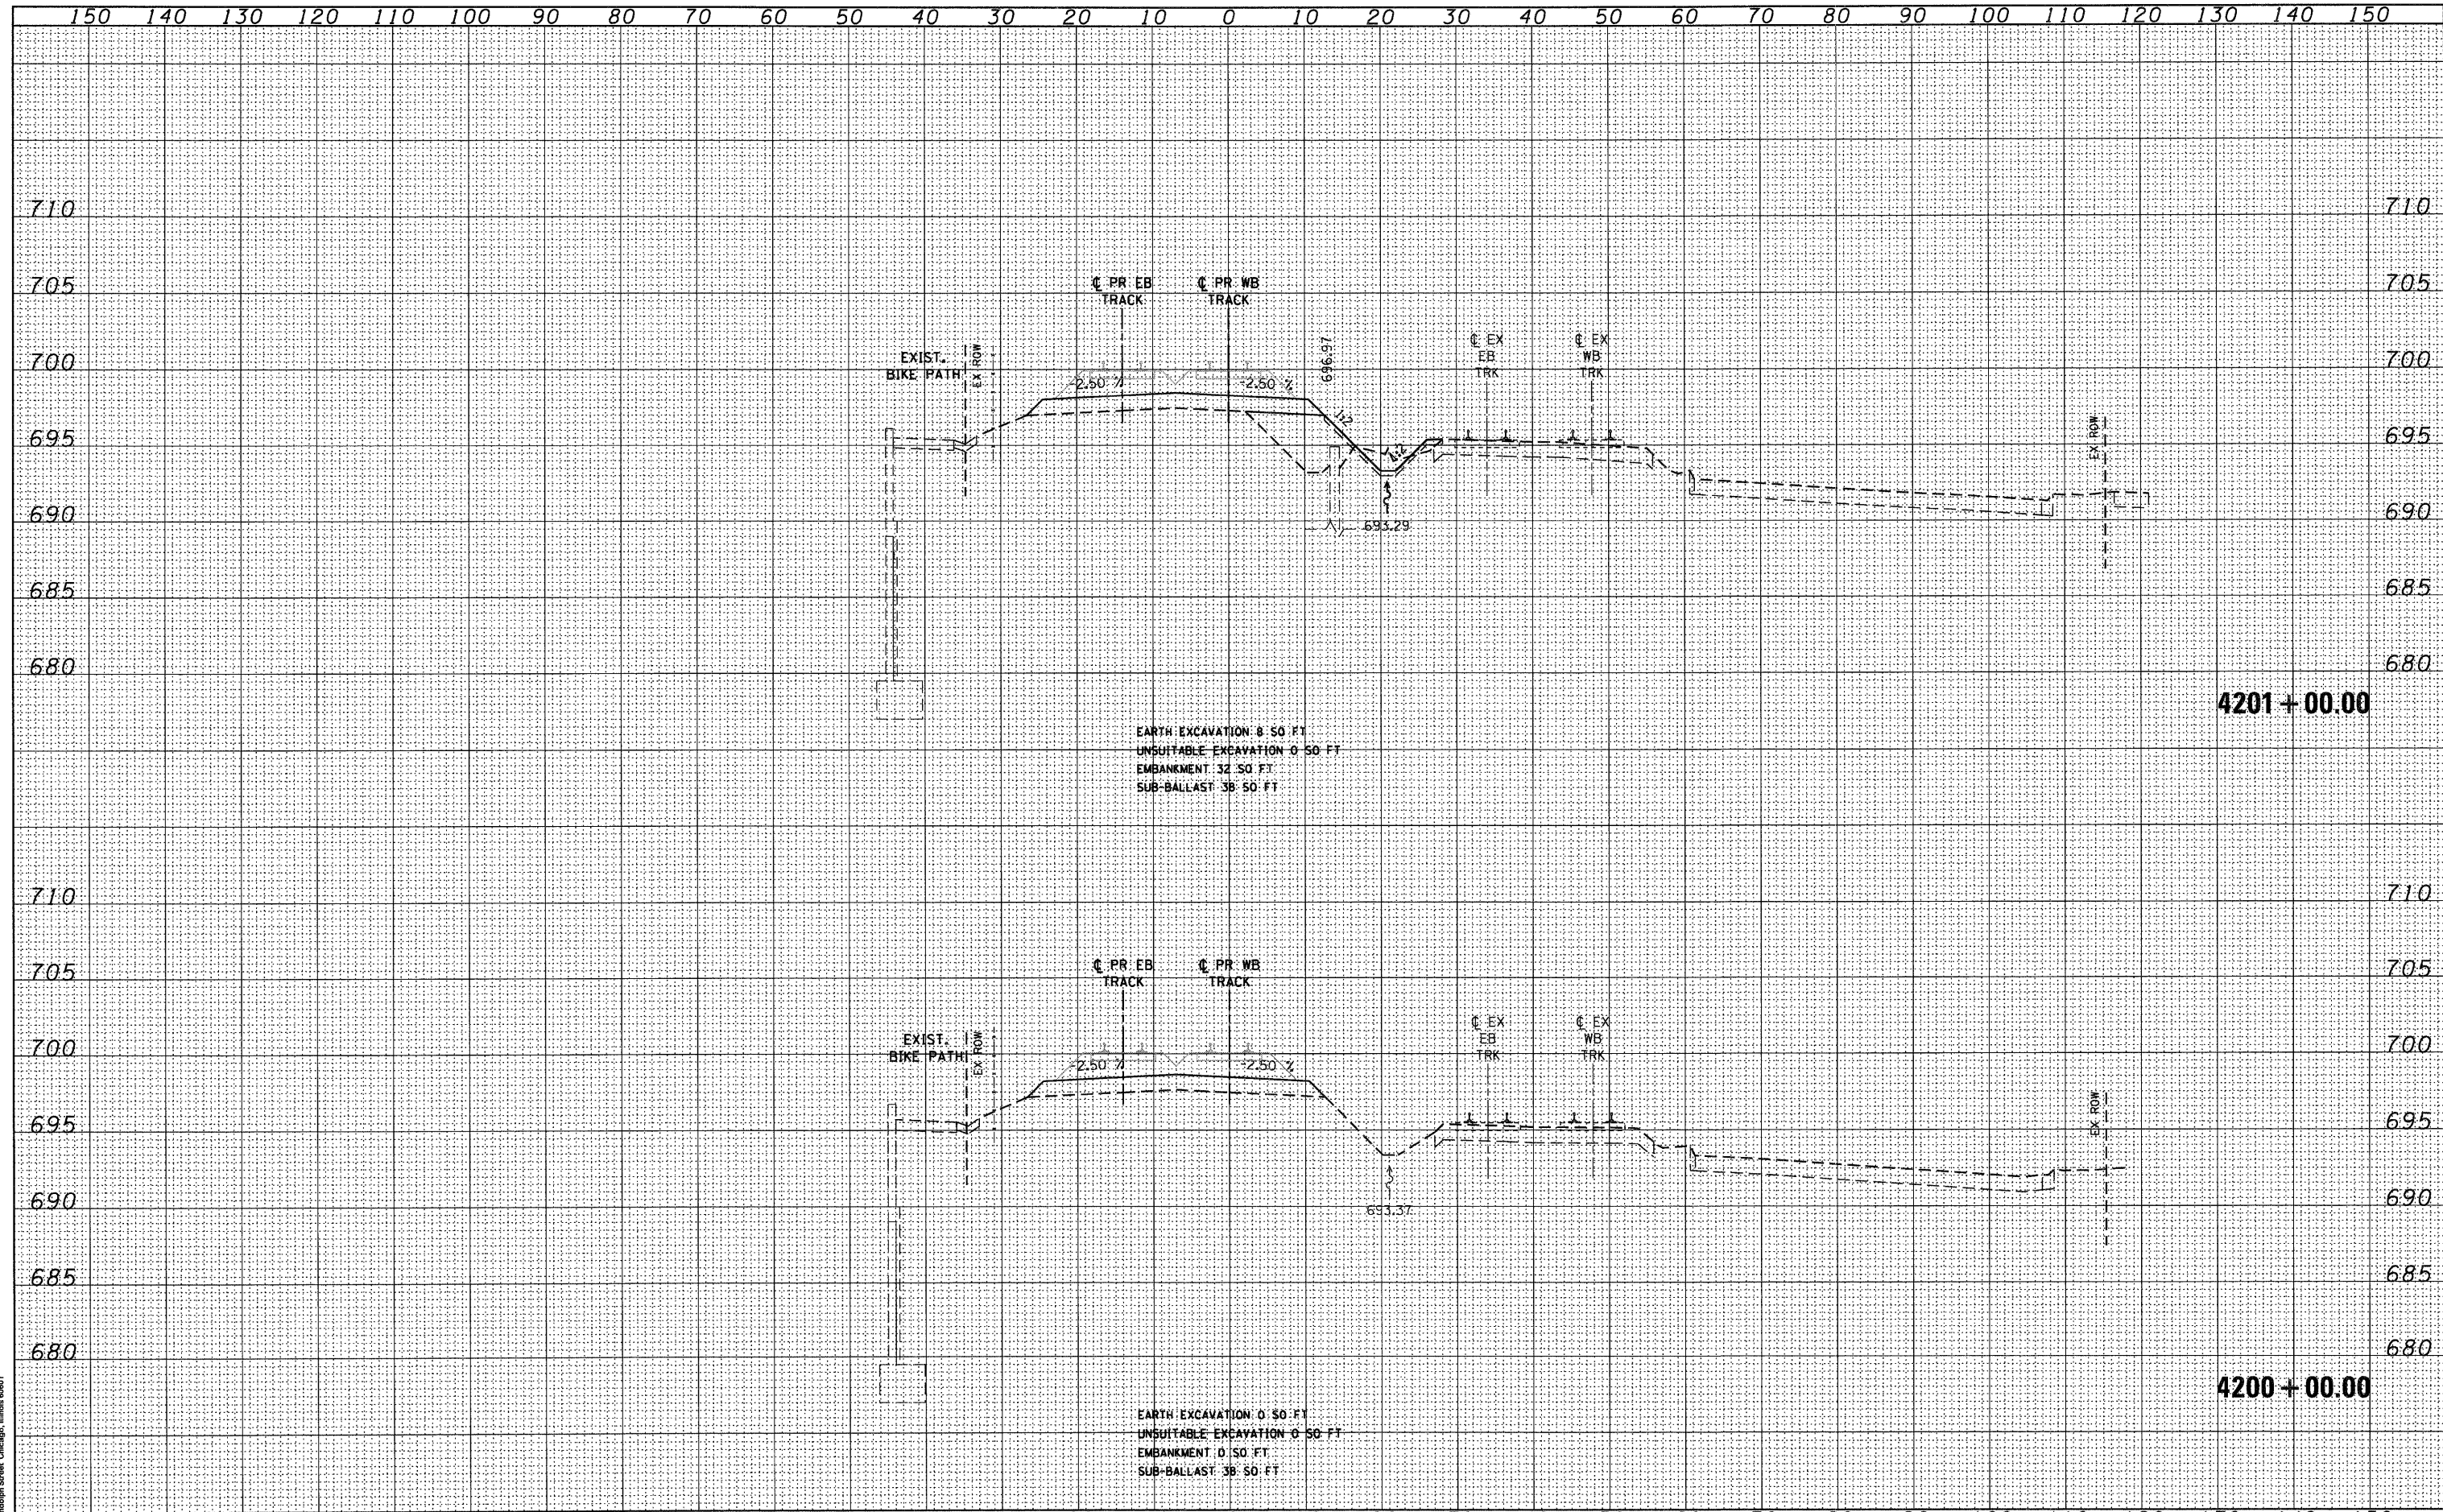 150 140 130 120 110 100 90 80 70 60 50 40 30 20 10 0 10 20 30 40 50 60 70 80 90 100 110 120 130 140 150
710 710
705 705
℄ PR EB TRACK
℄ PR WB TRACK
700 700
EXIST.
BIKE PATH
EX ROW
-2.50 %
-2.50 %
696.97
1:2
4:2
℄ EX
EB
TRK
℄ EX
WB
TRK
EX ROW
695 695
690 690
693.29
685 685
680 680
4201+00.00
EARTH EXCAVATION 8 SQ FT
UNSUITABLE EXCAVATION 0 SQ FT
EMBANKMENT 32 SQ FT
SUB-BALLAST 38 SQ FT
710 710
705 705
℄ PR EB TRACK
℄ PR WB TRACK
700 700
EXIST.
BIKE PATH
EX ROW
-2.50 %
-2.50 %
℄ EX
EB
TRK
℄ EX
WB
TRK
EX ROW
695 695
690 690
693.37
685 685
680 680
4200+00.00
EARTH EXCAVATION 0 SQ FT
UNSUITABLE EXCAVATION 0 SQ FT
EMBANKMENT 0 SQ FT
SUB-BALLAST 38 SQ FT
Street Chicago, Illinois 60601